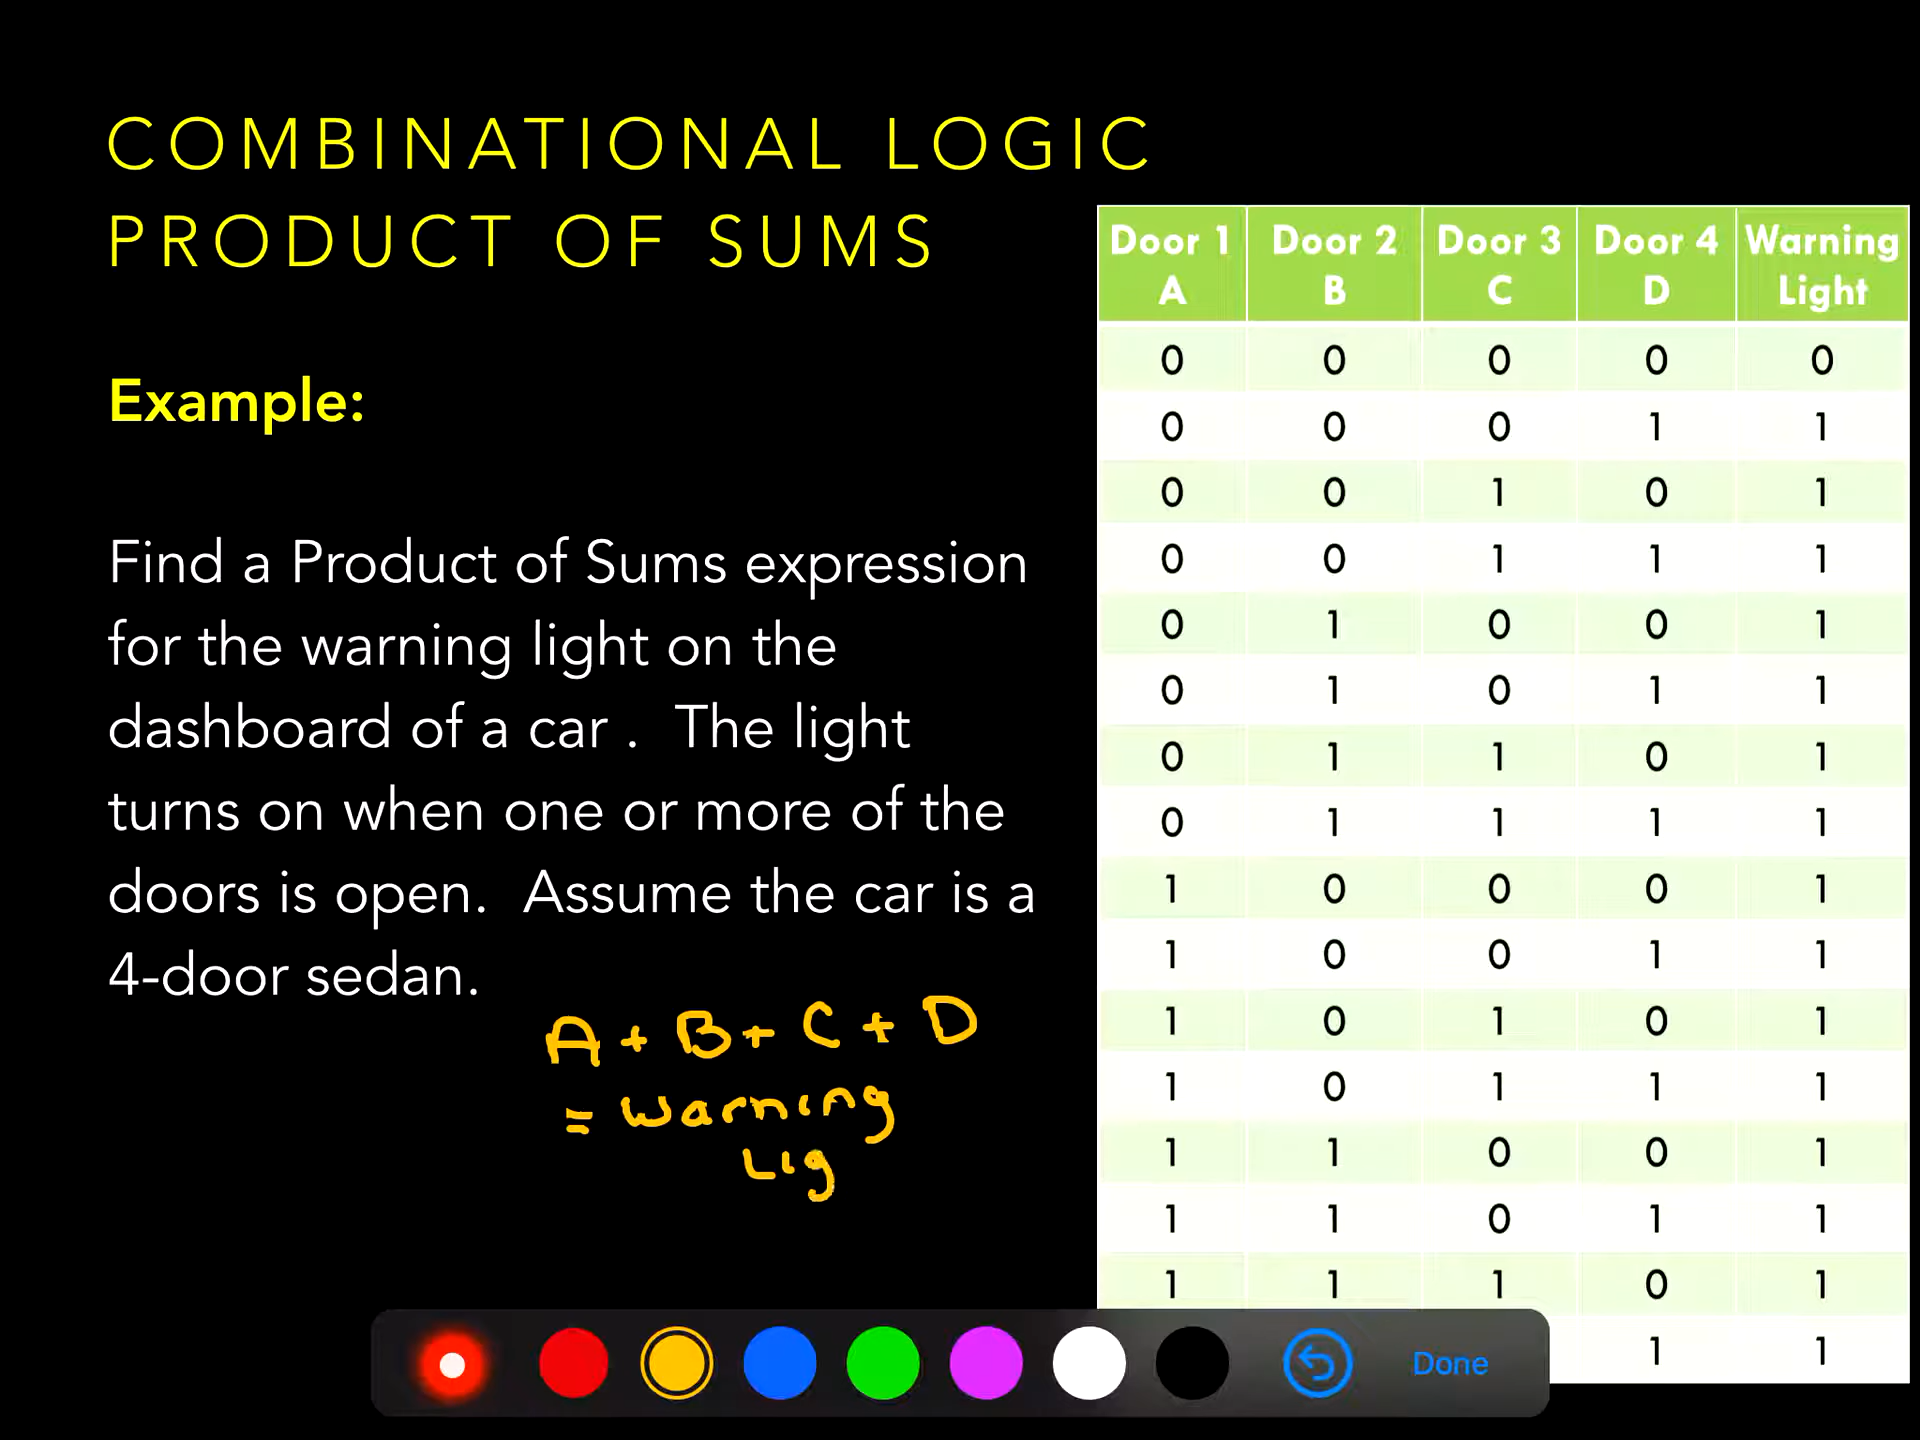 COMBINATIONAL LOGIC
PRODUCT OF SUMS
Example:
Find a Product of Sums expression
for the warning light on the
dashboard of a car .  The light
turns on when one or more of the
doors is open.  Assume the car is a
4-door sedan.
A + B + C + D
= Warning
Lig
Door 1 A Door 2 B Door 3 C Door 4 D Warning Light
0 0 0 0 0
0 0 0 1 1
0 0 1 0 1
0 0 1 1 1
0 1 0 0 1
0 1 0 1 1
0 1 1 0 1
0 1 1 1 1
1 0 0 0 1
1 0 0 1 1
1 0 1 0 1
1 0 1 1 1
1 1 0 0 1
1 1 0 1 1
1 1 1 0 1
1 1
Done